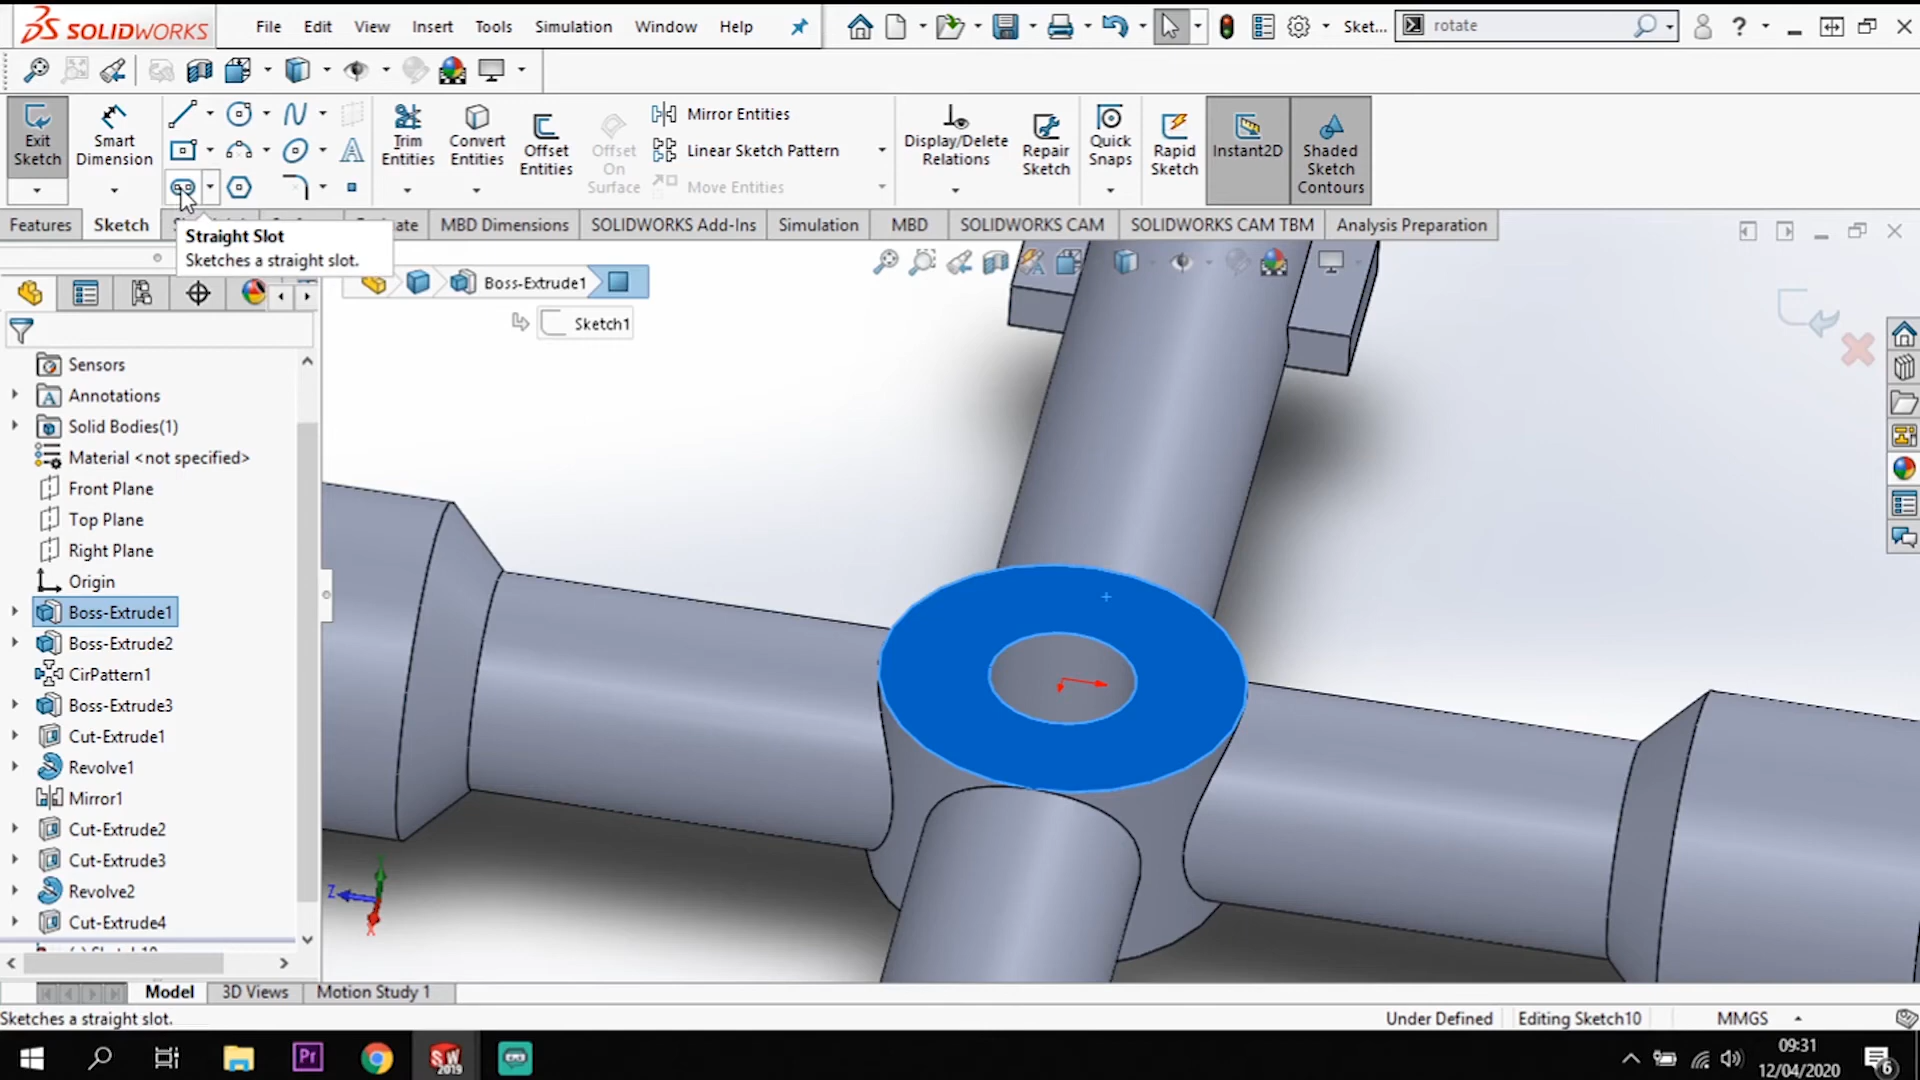 SOLIDWORKS
File Edit View Insert Tools Simulation Window Help
Sket...
rotate
Exit Sketch
Smart Dimension
Trim Entities
Convert Entities
Offset Entities
Offset On Surface
Mirror Entities
Linear Sketch Pattern
Move Entities
Display/Delete Relations
Repair Sketch
Quick Snaps
Rapid Sketch
Instant2D
Shaded Sketch Contours
Features Sketch MBD Dimensions SOLIDWORKS Add-Ins Simulation MBD SOLIDWORKS CAM SOLIDWORKS CAM TBM Analysis Preparation
Straight Slot
Sketches a straight slot.
Boss-Extrude1
Sketch1
Sensors
Annotations
Solid Bodies(1)
Material <not specified>
Front Plane
Top Plane
Right Plane
Origin
Boss-Extrude1
Boss-Extrude2
CirPattern1
Boss-Extrude3
Cut-Extrude1
Revolve1
Mirror1
Cut-Extrude2
Cut-Extrude3
Revolve2
Cut-Extrude4
Z
X
Model 3D Views Motion Study 1
Sketches a straight slot.
Under Defined Editing Sketch10 MMGS
Pr
SW 2019
09:31
12/04/2020
6